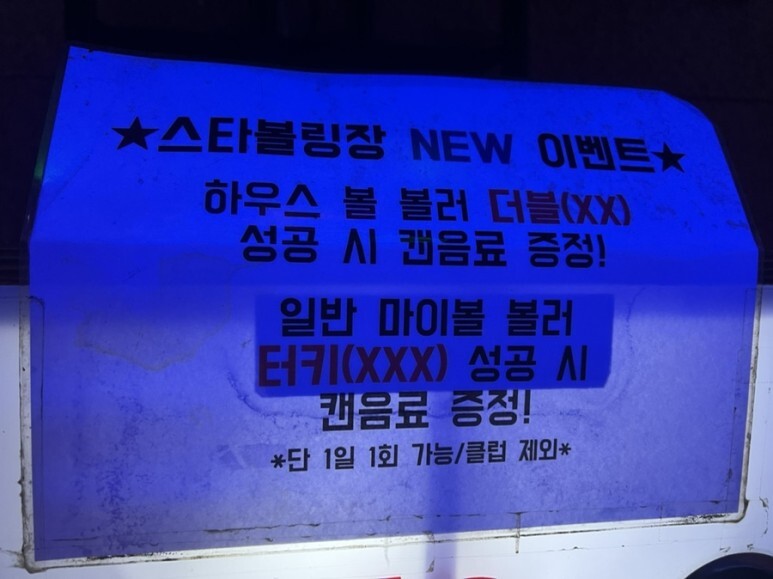 ★스타볼링장 NEW 이벤트★
하우스 볼 볼러 더블(XX)
성공 시 캔음료 증정!
일반 마이볼 볼러
터키(XXX) 성공 시
캔음료 증정!
*단 1일 1회 가능/클럽 제외*